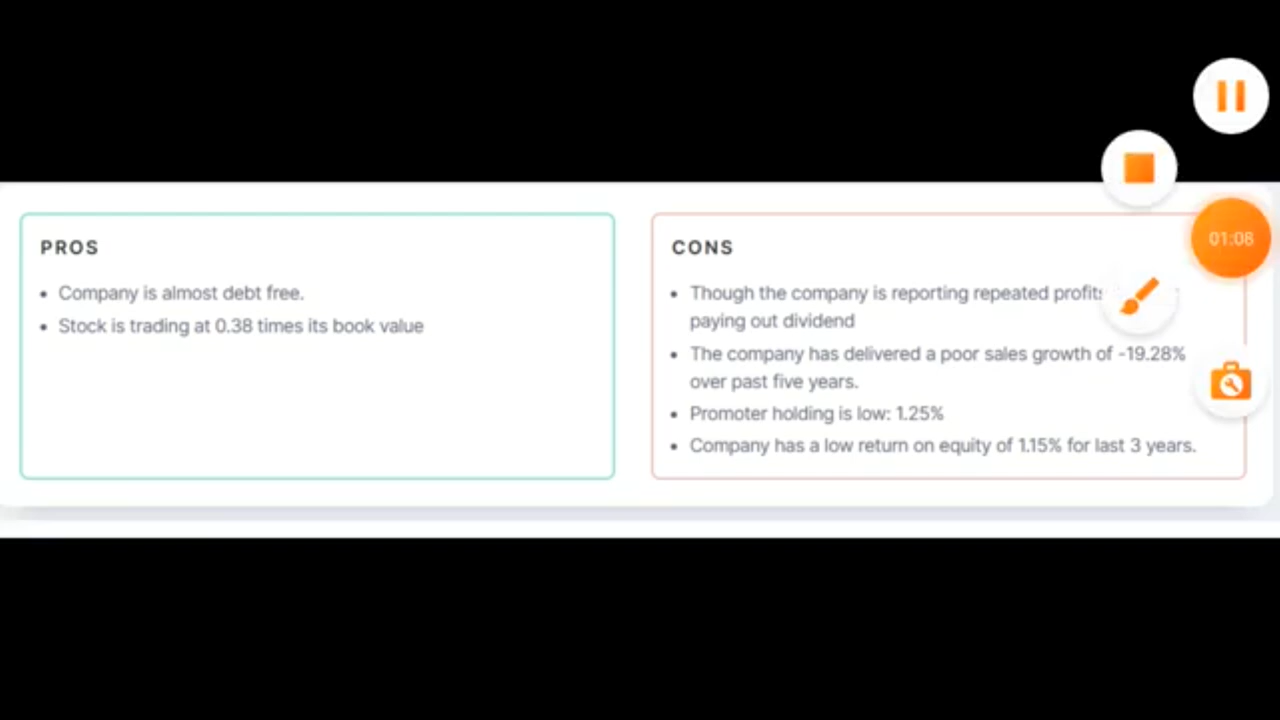 PROS
Company is almost debt free.
Stock is trading at 0.38 times its book value
CONS
Though the company is reporting repeated profits
paying out dividend
The company has delivered a poor sales growth of -19.28%
over past five years.
Promoter holding is low: 1.25%
Company has a low return on equity of 1.15% for last 3 years.
01:08